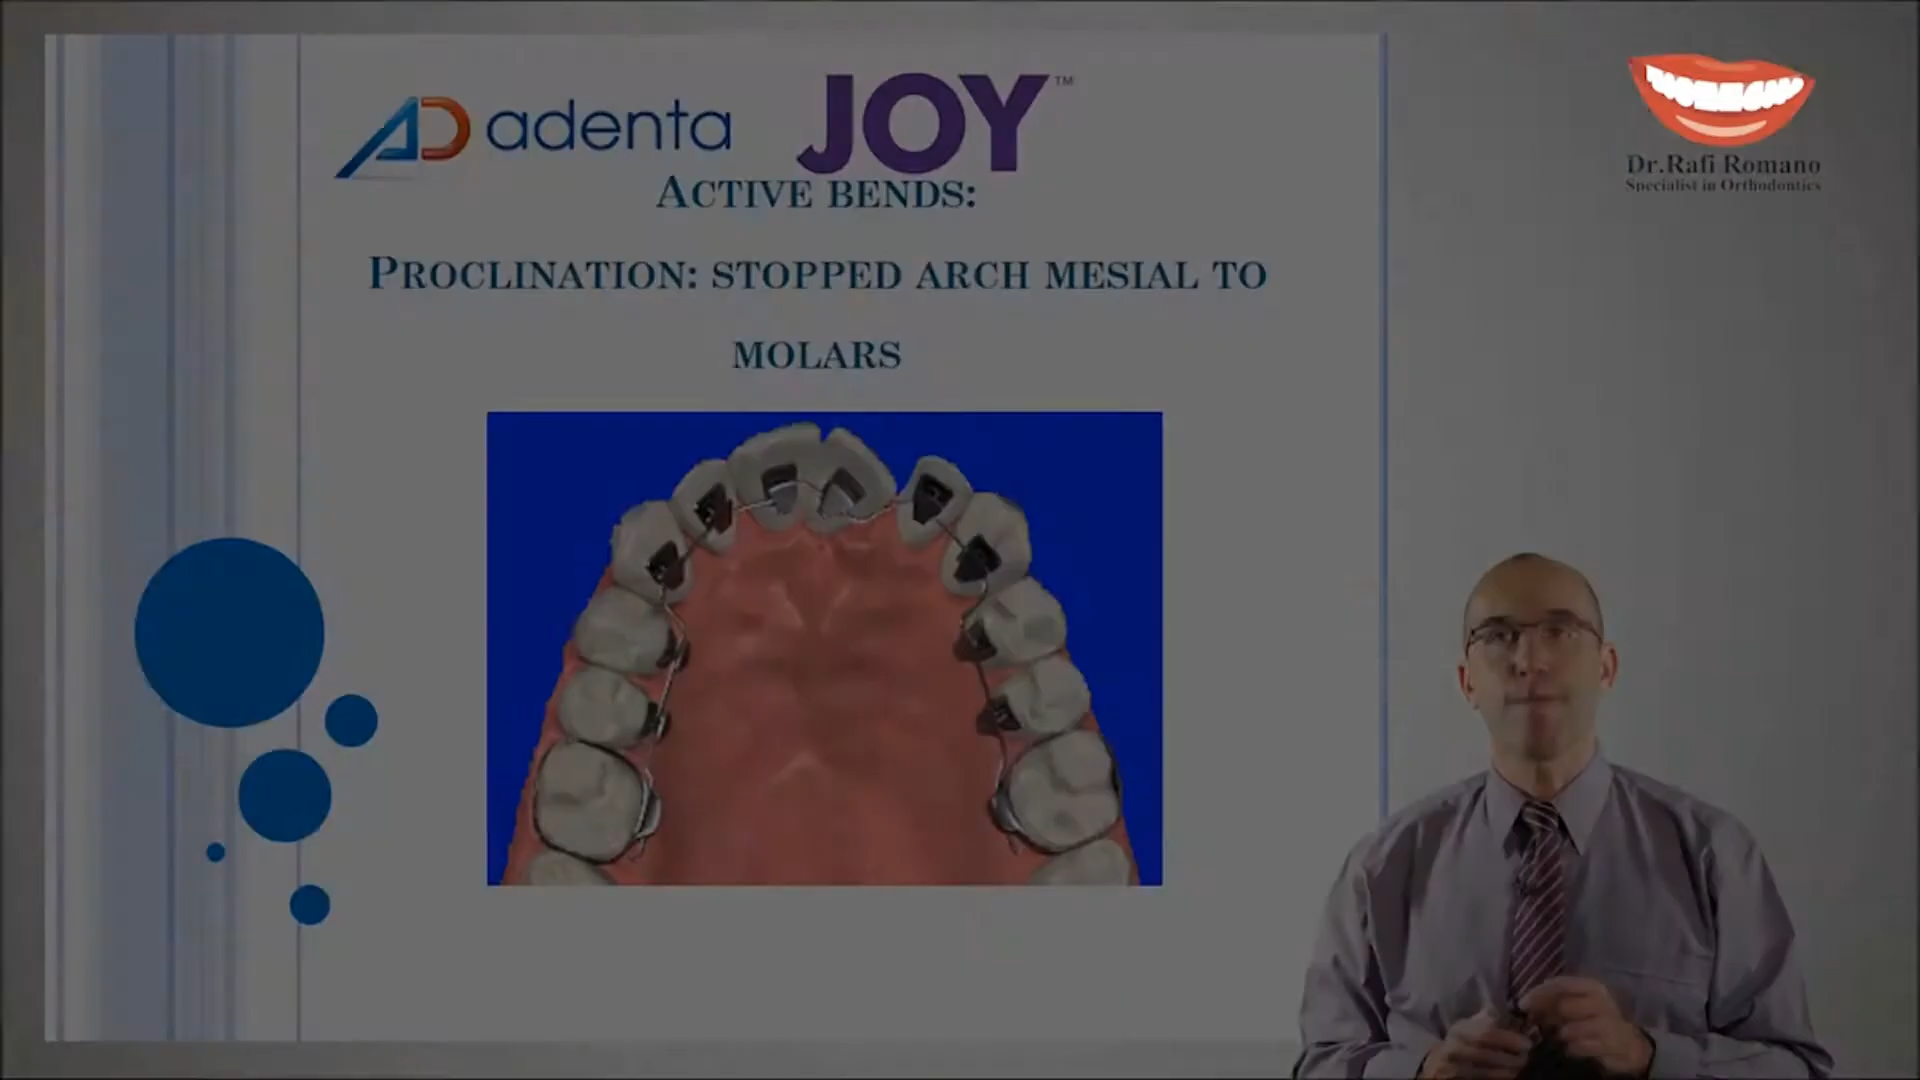 adenta JOY™
ACTIVE BENDS:
PROCLINATION: STOPPED ARCH MESIAL TO
MOLARS
Dr.Rafi Romano
Specialist in Orthodontics